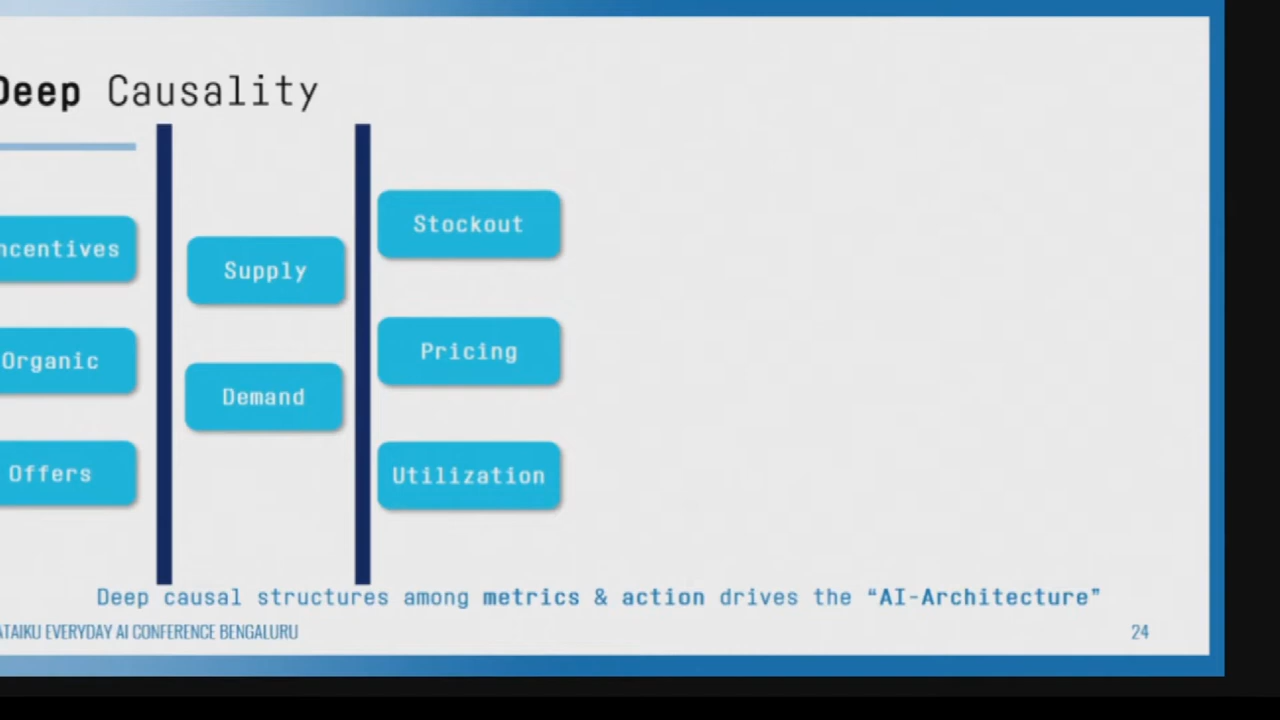 Deep Causality
Incentives
Organic
Offers
Supply
Demand
Stockout
Pricing
Utilization
Deep causal structures among metrics & action drives the “AI-Architecture”
ATAIKU EVERYDAY AI CONFERENCE BENGALURU
24